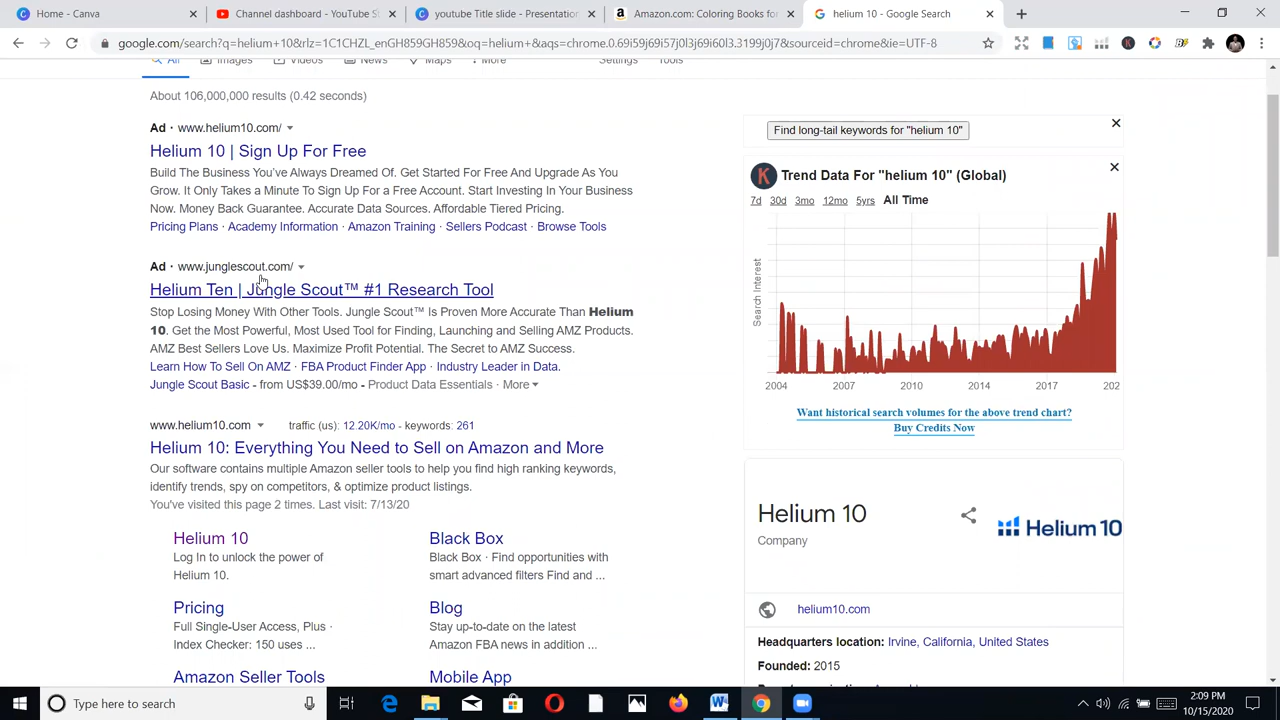 Home - Canva
Channel dashboard - YouTube S
youtube Title slide - Presentation
Amazon.com: Coloring Books for
helium 10 - Google Search
google.com/search?q=helium+10&rlz=1C1CHZL_enGH859GH859&oq=helium+&aqs=chrome.0.69i59j69i57j0l3j69i60l3.3199j0j7&sourceid=chrome&ie=UTF-8
All
Images
Videos
News
Maps
More
Settings
Tools
About 106,000,000 results (0.42 seconds)
Ad · www.helium10.com/
Helium 10 | Sign Up For Free
Build The Business You've Always Dreamed Of. Get Started For Free And Upgrade As You
Grow. It Only Takes a Minute To Sign Up For a Free Account. Start Investing In Your Business
Now. Money Back Guarantee. Accurate Data Sources. Affordable Tiered Pricing.
Pricing Plans · Academy Information · Amazon Training · Sellers Podcast · Browse Tools
Ad · www.junglescout.com/
Helium Ten | Jungle Scout™ #1 Research Tool
Stop Losing Money With Other Tools. Jungle Scout™ Is Proven More Accurate Than Helium
10. Get the Most Powerful, Most Used Tool for Finding, Launching and Selling AMZ Products.
AMZ Best Sellers Love Us. Maximize Profit Potential. The Secret to AMZ Success.
Learn How To Sell On AMZ · FBA Product Finder App · Industry Leader in Data.
Jungle Scout Basic - from US$39.00/mo - Product Data Essentials · More
www.helium10.com traffic (us): 12.20K/mo - keywords: 261
Helium 10: Everything You Need to Sell on Amazon and More
Our software contains multiple Amazon seller tools to help you find high ranking keywords,
identify trends, spy on competitors, & optimize product listings.
You've visited this page 2 times. Last visit: 7/13/20
Helium 10
Log In to unlock the power of
Helium 10.
Black Box
Black Box · Find opportunities with
smart advanced filters Find and ...
Pricing
Full Single-User Access, Plus ·
Index Checker: 150 uses ...
Blog
Stay up-to-date on the latest
Amazon FBA news in addition ...
Amazon Seller Tools
Mobile App
Find long-tail keywords for "helium 10"
K Trend Data For "helium 10" (Global)
7d 30d 3mo 12mo 5yrs All Time
Search Interest
2004 2007 2010 2014 2017 202
Want historical search volumes for the above trend chart?
Buy Credits Now
Helium 10
Company
Helium 10
helium10.com
Headquarters location: Irvine, California, United States
Founded: 2015
Type here to search
2:09 PM
10/15/2020